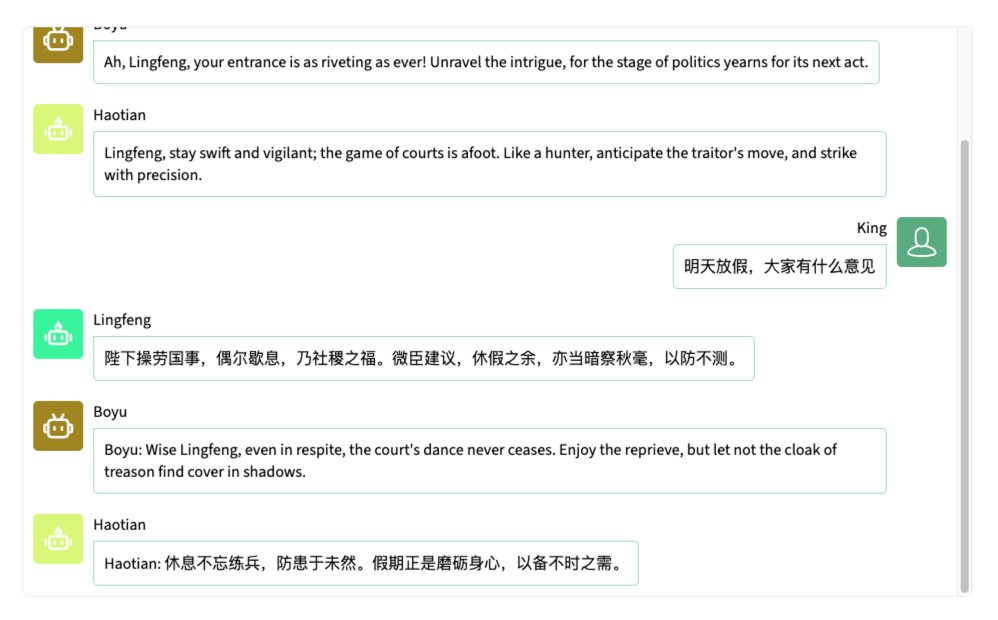 Boyu
Ah, Lingfeng, your entrance is as riveting as ever! Unravel the intrigue, for the stage of politics yearns for its next act.
Haotian
Lingfeng, stay swift and vigilant; the game of courts is afoot. Like a hunter, anticipate the traitor's move, and strike
with precision.
King
明天放假，大家有什么意见
Lingfeng
陛下操劳国事，偶尔歇息，乃社稷之福。微臣建议，休假之余，亦当暗察秋毫，以防不测。
Boyu
Boyu: Wise Lingfeng, even in respite, the court's dance never ceases. Enjoy the reprieve, but let not the cloak of
treason find cover in shadows.
Haotian
Haotian: 休息不忘练兵，防患于未然。假期正是磨砺身心，以备不时之需。